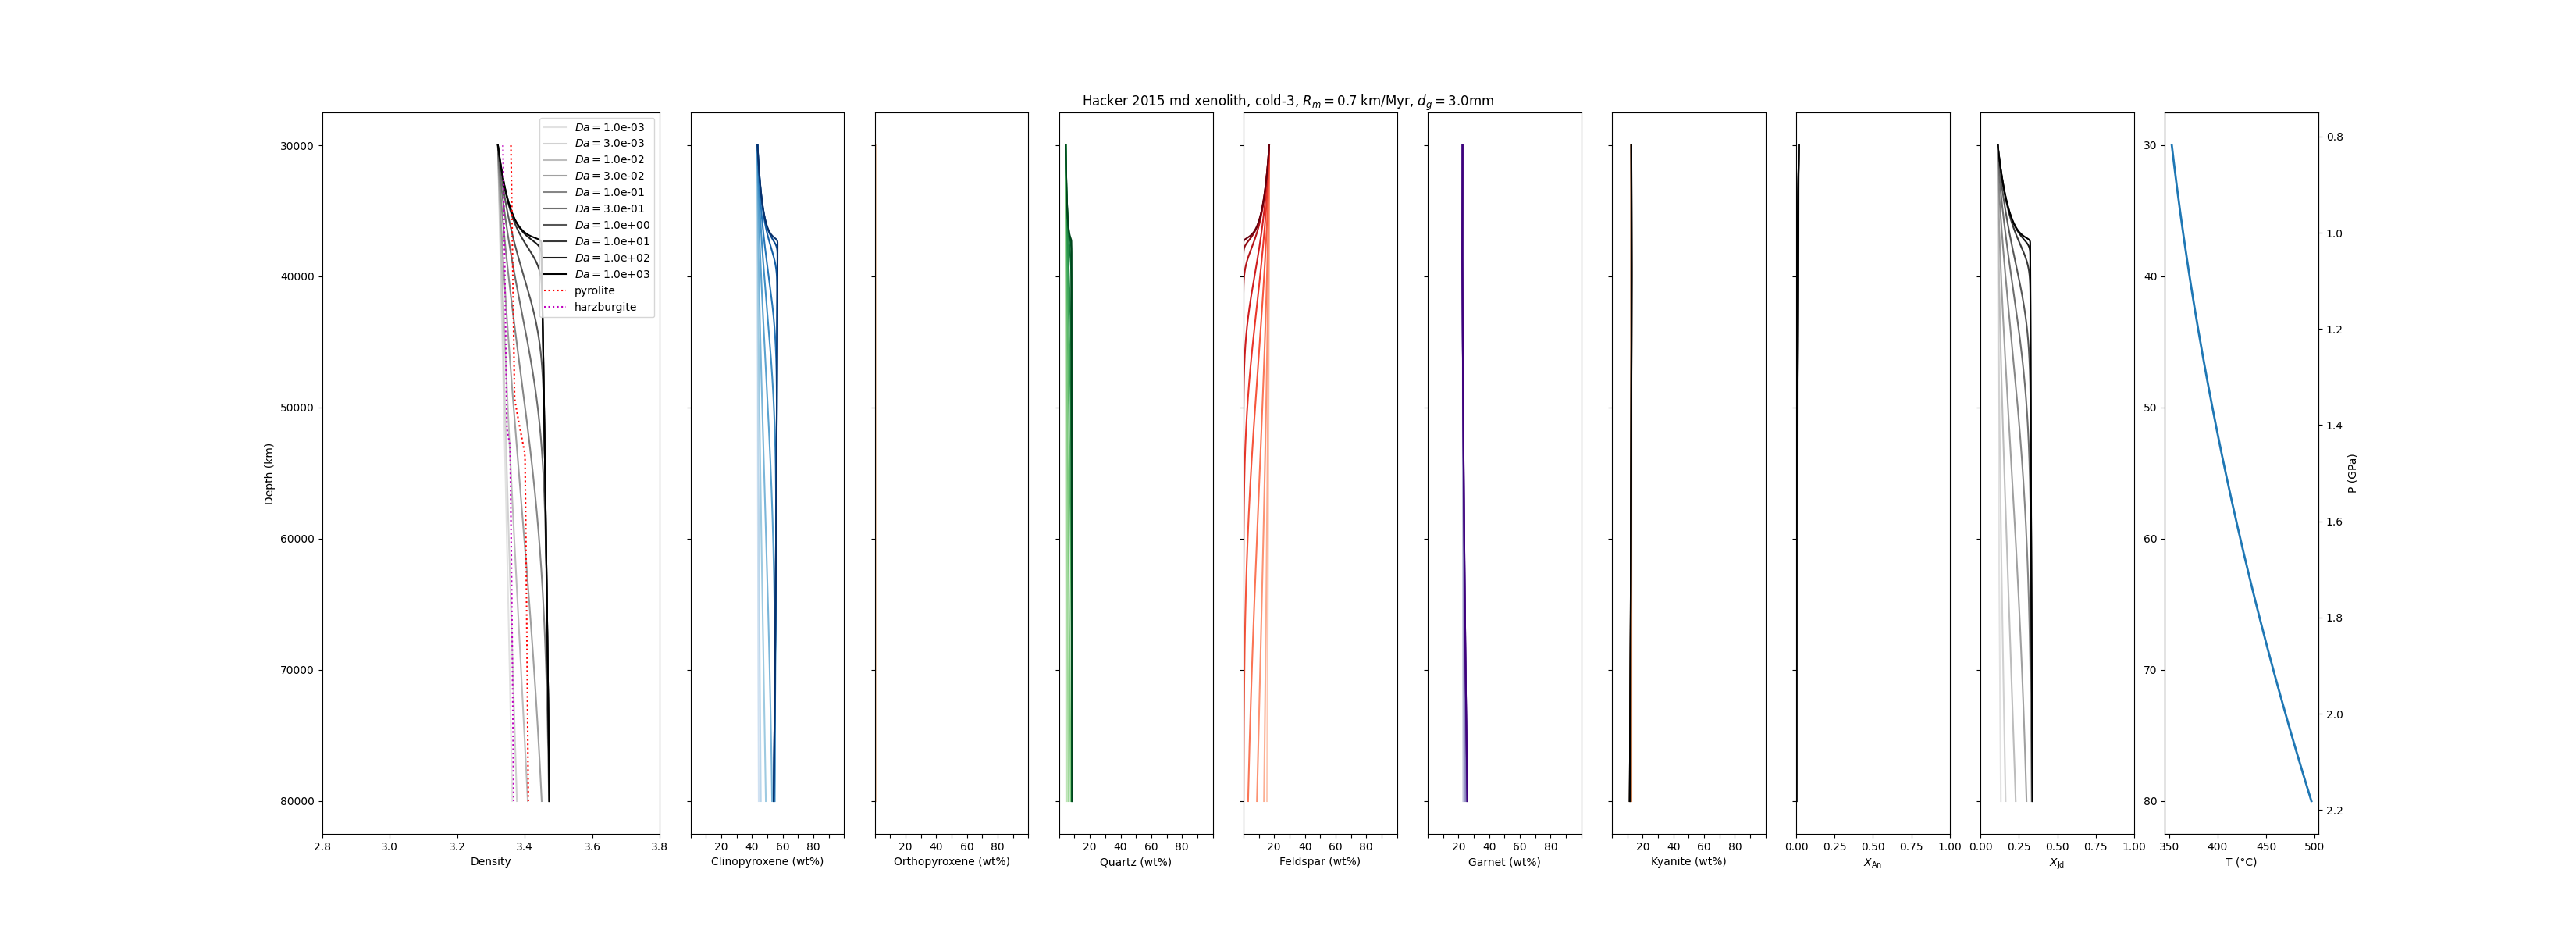 Hacker 2015 md xenolith, cold-3, $R_m = 0.7$ km/Myr, $d_g = 3.0$mm
Da = 1.0e-03
Da = 3.0e-03
Da = 1.0e-02
Da = 3.0e-02
Da = 1.0e-01
Da = 3.0e-01
Da = 1.0e+00
Da = 1.0e+01
Da = 1.0e+02
Da = 1.0e+03
pyrolite
harzburgite
Depth (km)
30000
40000
50000
60000
70000
80000
2.8 3.0 3.2 3.4 3.6 3.8
Density
20 40 60 80
Clinopyroxene (wt%)
20 40 60 80
Orthopyroxene (wt%)
20 40 60 80
Quartz (wt%)
20 40 60 80
Feldspar (wt%)
20 40 60 80
Garnet (wt%)
20 40 60 80
Kyanite (wt%)
0.00 0.25 0.50 0.75 1.00
$X_{An}$
0.00 0.25 0.50 0.75 1.00
$X_{Jd}$
30
40
50
60
70
80
350 400 450 500
T (°C)
0.8
1.0
1.2
1.4
1.6
1.8
2.0
2.2
P (GPa)